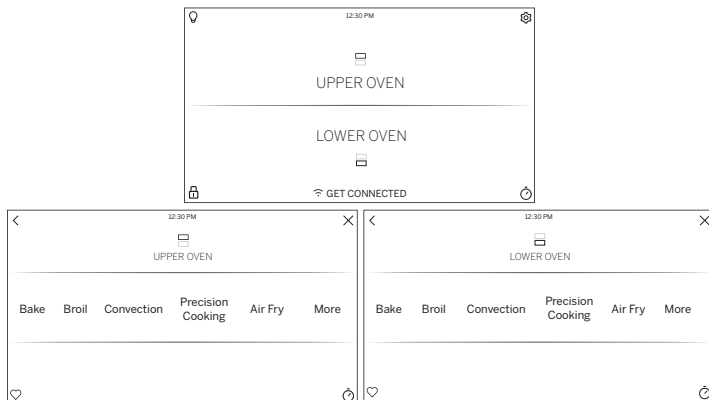 12:30 PM
UPPER OVEN
LOWER OVEN
GET CONNECTED
12:30 PM
UPPER OVEN
Bake Broil Convection Precision Cooking Air Fry More
12:30 PM
LOWER OVEN
Bake Broil Convection Precision Cooking Air Fry More